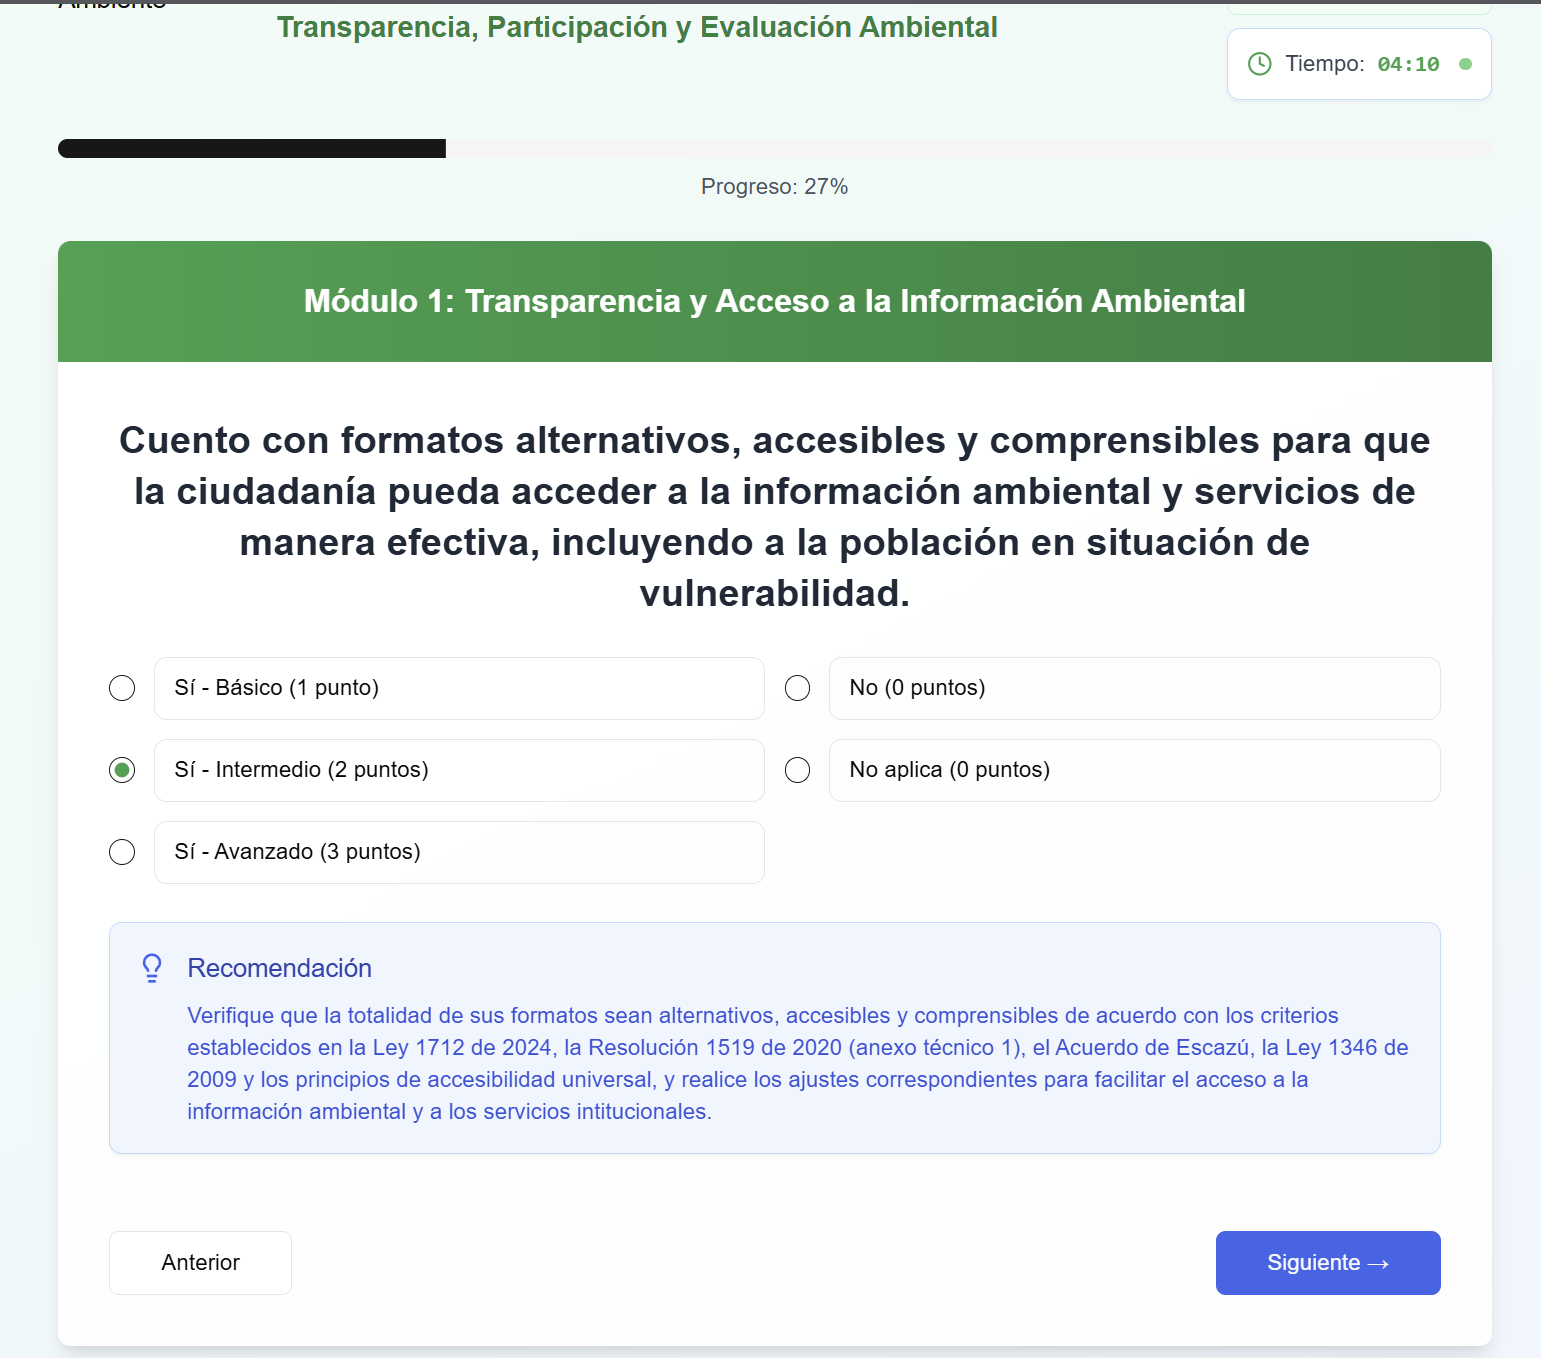 Ambiente
Transparencia, Participación y Evaluación Ambiental
Tiempo: 04:10
Progreso: 27%
Módulo 1: Transparencia y Acceso a la Información Ambiental
Cuento con formatos alternativos, accesibles y comprensibles para que
la ciudadanía pueda acceder a la información ambiental y servicios de
manera efectiva, incluyendo a la población en situación de
vulnerabilidad.
Sí - Básico (1 punto)
No (0 puntos)
Sí - Intermedio (2 puntos)
No aplica (0 puntos)
Sí - Avanzado (3 puntos)
Recomendación
Verifique que la totalidad de sus formatos sean alternativos, accesibles y comprensibles de acuerdo con los criterios
establecidos en la Ley 1712 de 2024, la Resolución 1519 de 2020 (anexo técnico 1), el Acuerdo de Escazú, la Ley 1346 de
2009 y los principios de accesibilidad universal, y realice los ajustes correspondientes para facilitar el acceso a la
información ambiental y a los servicios intitucionales.
Anterior
Siguiente →